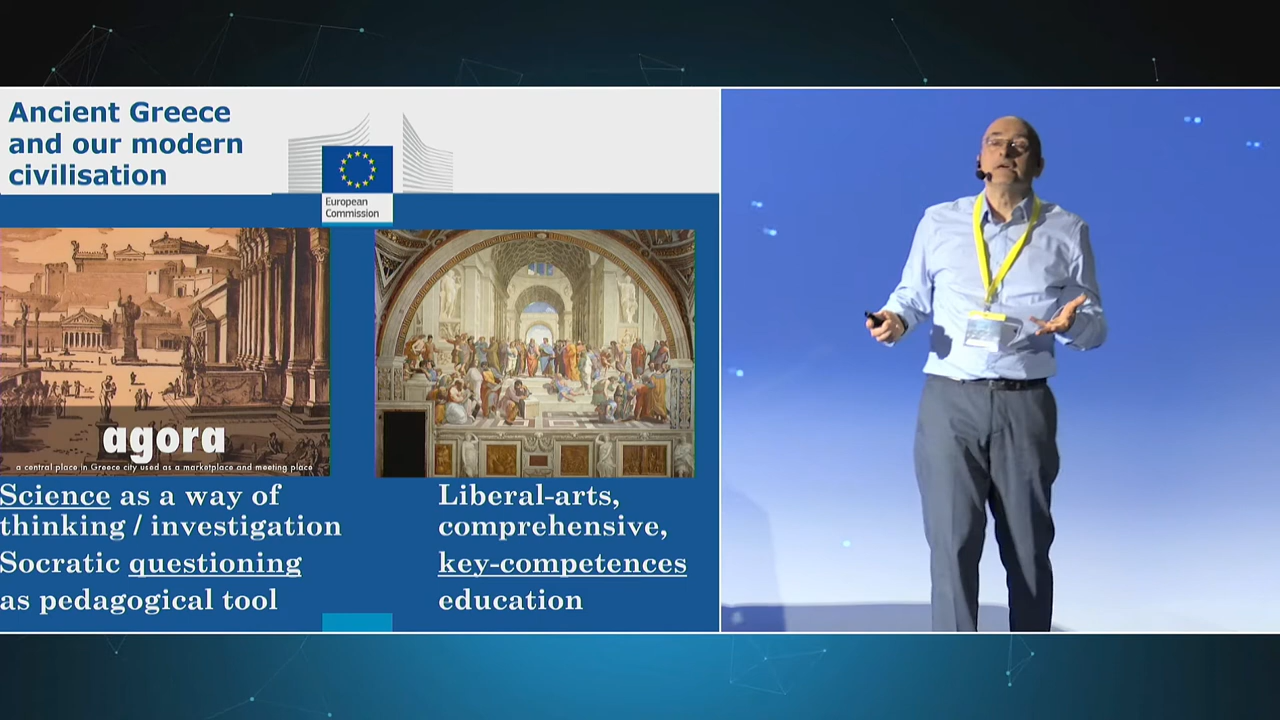 Ancient Greece
and our modern
civilisation
European
Commission
agora
a central place in Greece city used as a marketplace and meeting place
Science as a way of
thinking / investigation
Socratic questioning
as pedagogical tool
Liberal-arts,
comprehensive,
key-competences
education